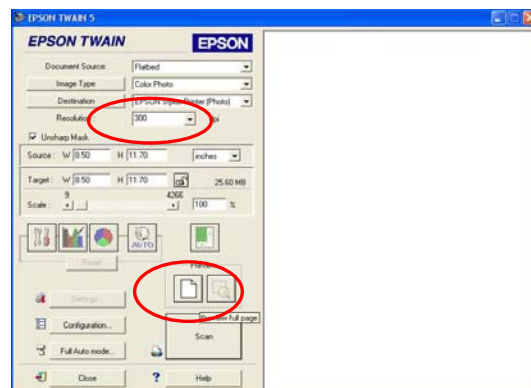 EPSON TWAIN 5
EPSON TWAIN EPSON
Document Source: Flatbed
Image Type Color Photo
Destination EPSON Stylus Printer (Photo)
Resolution: 300 dpi
Unsharp Mask
Source: W 8.50 H 11.70 inches
Target: W 8.50 H 11.70 25.60 MB
9 4266
Scale: 100 %
AUTO
Reset
Preview
Settings...
Preview full page
Configuration...
Scan
Full Auto mode...
Close ? Help